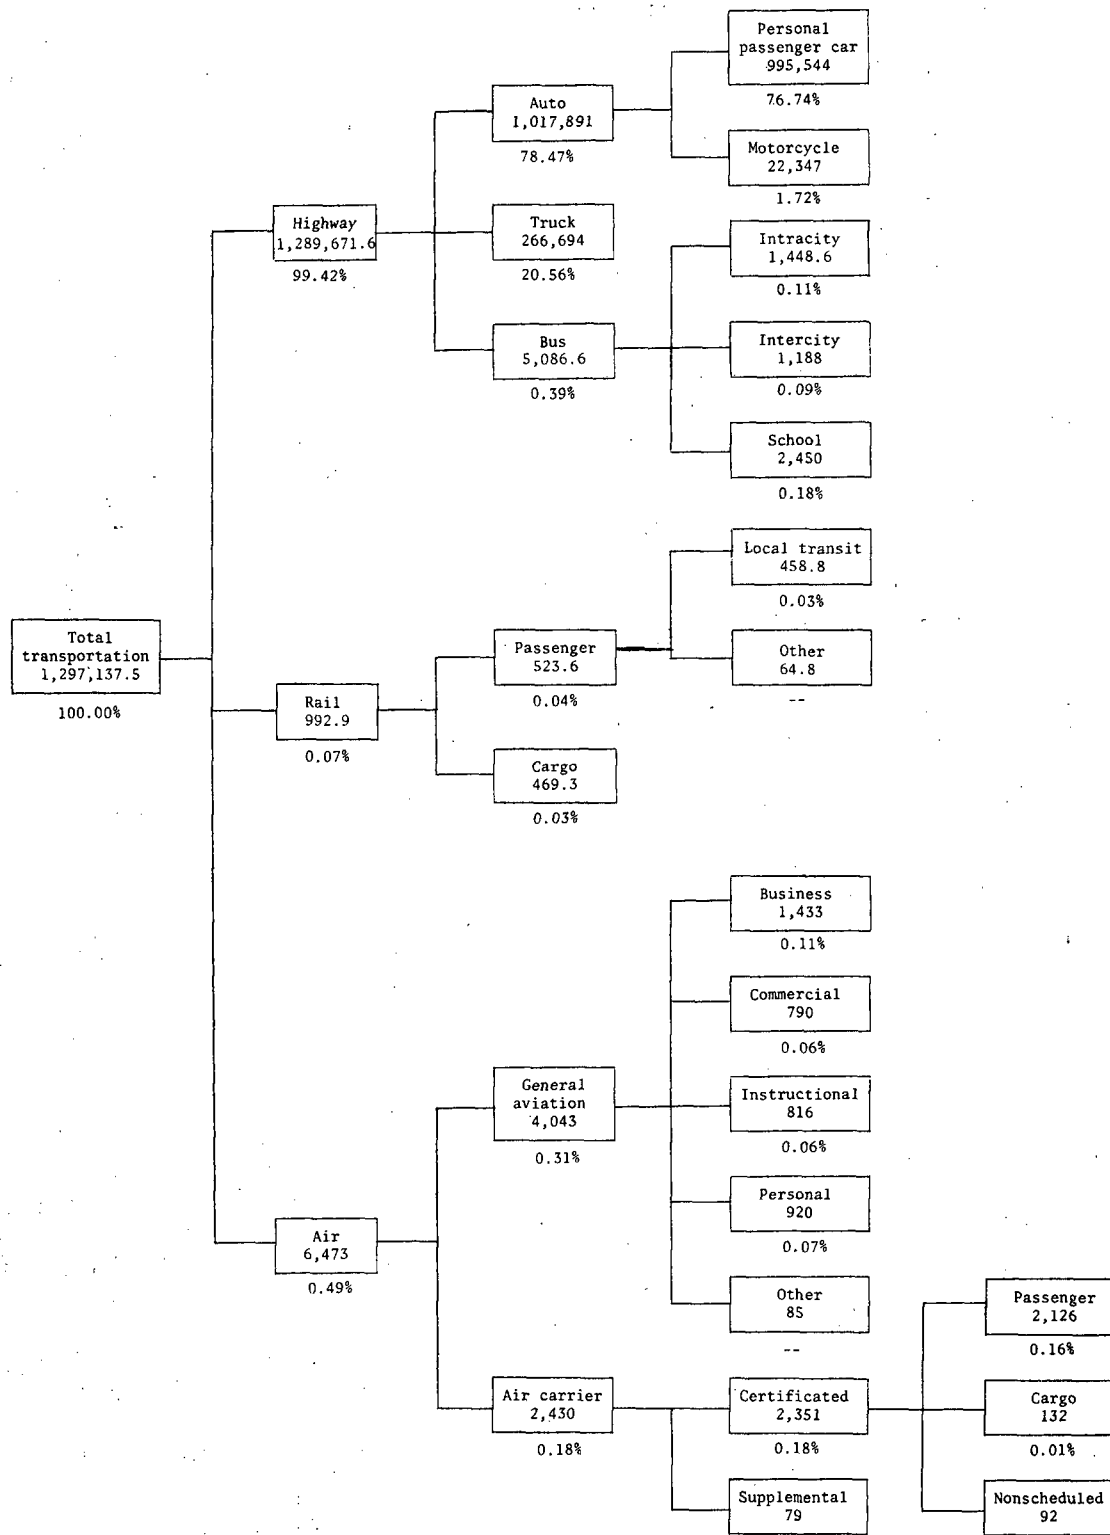 Personal
passenger car
995,544
76.74%
Auto
1,017,891
78.47%
Motorcycle
22,347
1.72%
Highway
1,289,671.6
99.42%
Truck
266,694
20.56%
Intracity
1,448.6
0.11%
Bus
5,086.6
0.39%
Intercity
1,188
0.09%
School
2,450
0.18%
Local transit
458.8
0.03%
Total
transportation
1,297,137.5
100.00%
Passenger
523.6
0.04%
Other
64.8
--
Rail
992.9
0.07%
Cargo
469.3
0.03%
Business
1,433
0.11%
Commercial
790
0.06%
General
aviation
4,043
0.31%
Instructional
816
0.06%
Personal
920
0.07%
Air
6,473
0.49%
Other
85
--
Passenger
2,126
0.16%
Air carrier
2,430
0.18%
Certificated
2,351
0.18%
Cargo
132
0.01%
Supplemental
79
Nonscheduled
92